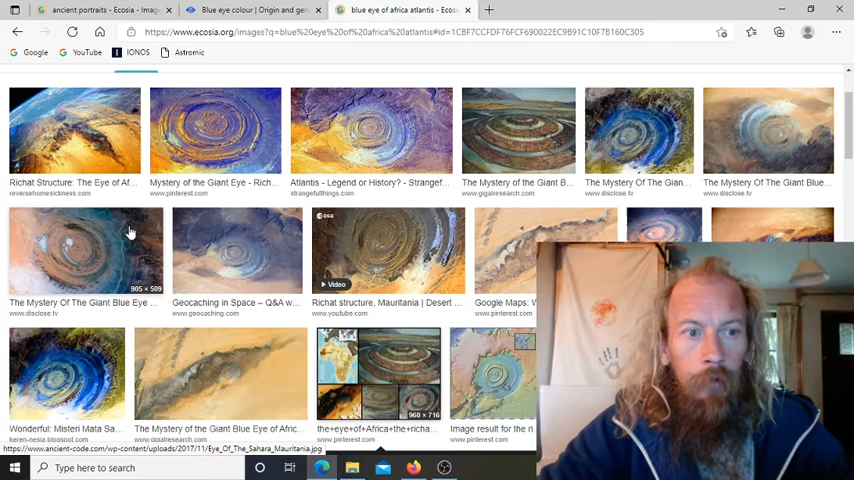 ancient portraits - Ecosia - Imag
Blue eye colour | Origin and gen
blue eye of africa atlantis - Ecosi
https://www.ecosia.org/images?q=blue%20eye%20of%20africa%20atlantis#id=1CBF7CCFDF76FCF690022EC9B91C10F7B160C305
Google
YouTube
IONOS
Astromic
Richat Structure: The Eye of Af...
Mystery of the Giant Eye - Rich...
Atlantis - Legend or History? - Strangef...
The Mystery of the Giant B...
The Mystery Of The Gian...
The Mystery Of The Giant Blue...
reversehomesickness.com
www.pinterest.com
strangefulthings.com
www.gigalresearch.com
www.disclose.tv
www.disclose.tv
esa
905 × 509
Video
The Mystery Of The Giant Blue Eye ...
Geocaching in Space – Q&A w...
Richat structure, Mauritania | Desert ...
Google Maps: W
www.disclose.tv
www.geocaching.com
www.youtube.com
960 × 716
Wonderful: Misteri Mata Sa...
The Mystery of the Giant Blue Eye of Afric...
the+eye+of+Africa+the+richa...
Image result for the ri
keren-nesia.blogspot.com
www.gigalresearch.com
www.pinterest.com
www.pinterest.com
https://www.ancient-code.com/wp-content/uploads/2017/11/Eye_Of_The_Sahara_Mauritania.jpg
Type here to search